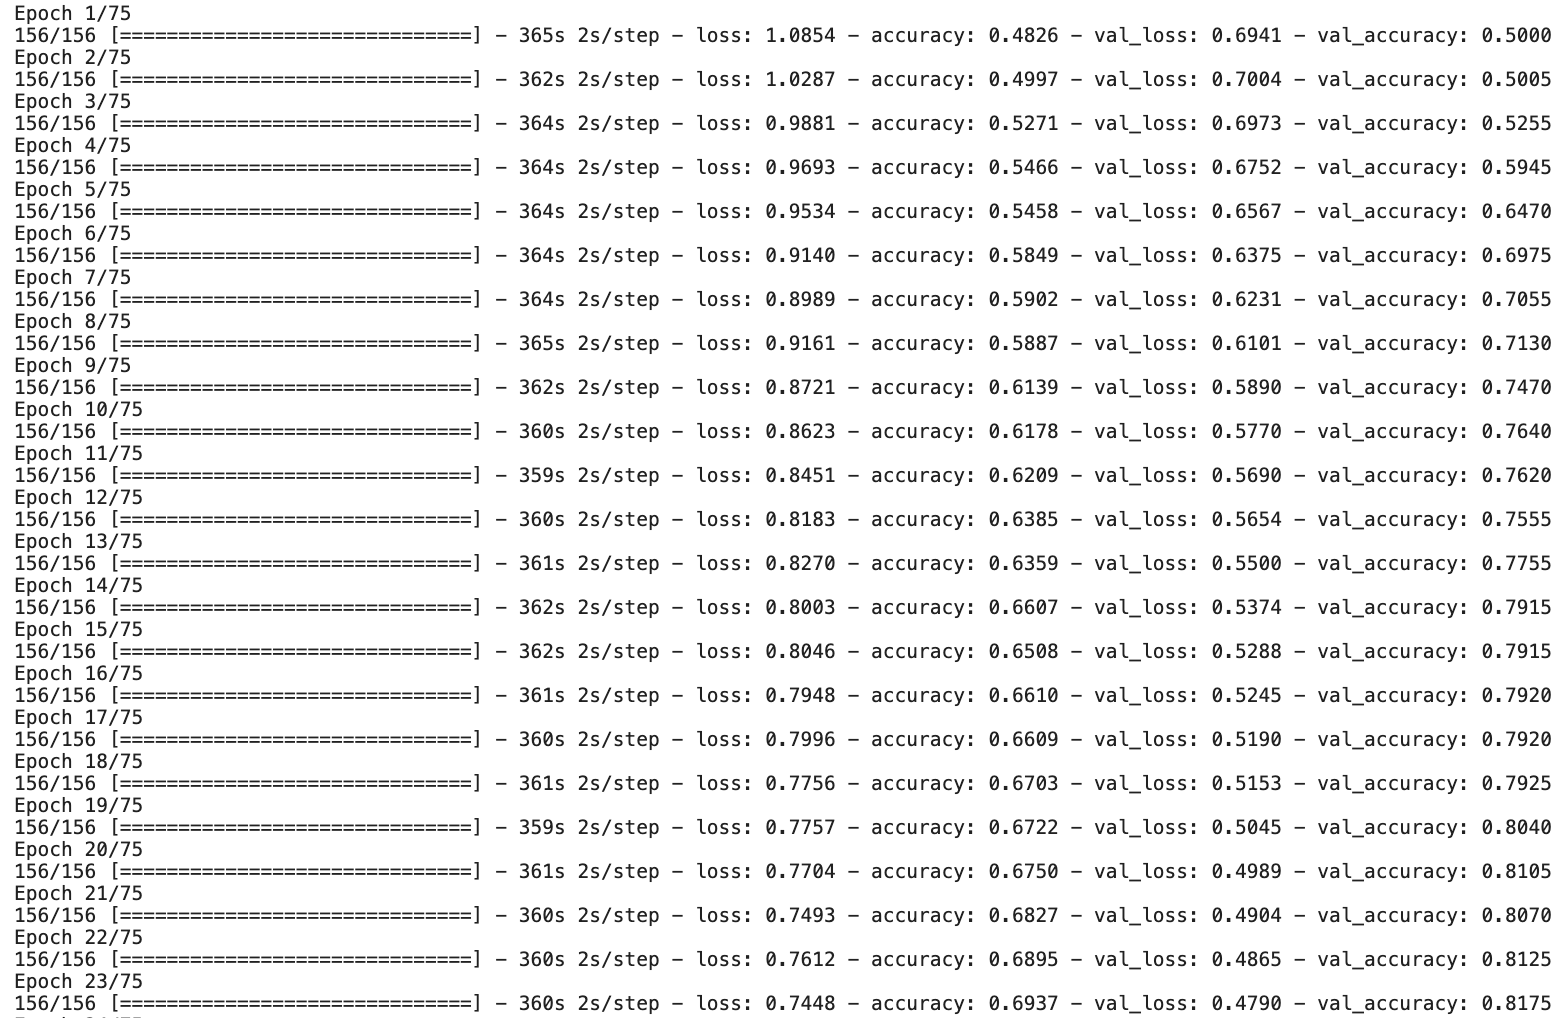 Epoch 1/75
156/156 [==============================] - 365s 2s/step - loss: 1.0854 - accuracy: 0.4826 - val_loss: 0.6941 - val_accuracy: 0.5000
Epoch 2/75
156/156 [==============================] - 362s 2s/step - loss: 1.0287 - accuracy: 0.4997 - val_loss: 0.7004 - val_accuracy: 0.5005
Epoch 3/75
156/156 [==============================] - 364s 2s/step - loss: 0.9881 - accuracy: 0.5271 - val_loss: 0.6973 - val_accuracy: 0.5255
Epoch 4/75
156/156 [==============================] - 364s 2s/step - loss: 0.9693 - accuracy: 0.5466 - val_loss: 0.6752 - val_accuracy: 0.5945
Epoch 5/75
156/156 [==============================] - 364s 2s/step - loss: 0.9534 - accuracy: 0.5458 - val_loss: 0.6567 - val_accuracy: 0.6470
Epoch 6/75
156/156 [==============================] - 364s 2s/step - loss: 0.9140 - accuracy: 0.5849 - val_loss: 0.6375 - val_accuracy: 0.6975
Epoch 7/75
156/156 [==============================] - 364s 2s/step - loss: 0.8989 - accuracy: 0.5902 - val_loss: 0.6231 - val_accuracy: 0.7055
Epoch 8/75
156/156 [==============================] - 365s 2s/step - loss: 0.9161 - accuracy: 0.5887 - val_loss: 0.6101 - val_accuracy: 0.7130
Epoch 9/75
156/156 [==============================] - 362s 2s/step - loss: 0.8721 - accuracy: 0.6139 - val_loss: 0.5890 - val_accuracy: 0.7470
Epoch 10/75
156/156 [==============================] - 360s 2s/step - loss: 0.8623 - accuracy: 0.6178 - val_loss: 0.5770 - val_accuracy: 0.7640
Epoch 11/75
156/156 [==============================] - 359s 2s/step - loss: 0.8451 - accuracy: 0.6209 - val_loss: 0.5690 - val_accuracy: 0.7620
Epoch 12/75
156/156 [==============================] - 360s 2s/step - loss: 0.8183 - accuracy: 0.6385 - val_loss: 0.5654 - val_accuracy: 0.7555
Epoch 13/75
156/156 [==============================] - 361s 2s/step - loss: 0.8270 - accuracy: 0.6359 - val_loss: 0.5500 - val_accuracy: 0.7755
Epoch 14/75
156/156 [==============================] - 362s 2s/step - loss: 0.8003 - accuracy: 0.6607 - val_loss: 0.5374 - val_accuracy: 0.7915
Epoch 15/75
156/156 [==============================] - 362s 2s/step - loss: 0.8046 - accuracy: 0.6508 - val_loss: 0.5288 - val_accuracy: 0.7915
Epoch 16/75
156/156 [==============================] - 361s 2s/step - loss: 0.7948 - accuracy: 0.6610 - val_loss: 0.5245 - val_accuracy: 0.7920
Epoch 17/75
156/156 [==============================] - 360s 2s/step - loss: 0.7996 - accuracy: 0.6609 - val_loss: 0.5190 - val_accuracy: 0.7920
Epoch 18/75
156/156 [==============================] - 361s 2s/step - loss: 0.7756 - accuracy: 0.6703 - val_loss: 0.5153 - val_accuracy: 0.7925
Epoch 19/75
156/156 [==============================] - 359s 2s/step - loss: 0.7757 - accuracy: 0.6722 - val_loss: 0.5045 - val_accuracy: 0.8040
Epoch 20/75
156/156 [==============================] - 361s 2s/step - loss: 0.7704 - accuracy: 0.6750 - val_loss: 0.4989 - val_accuracy: 0.8105
Epoch 21/75
156/156 [==============================] - 360s 2s/step - loss: 0.7493 - accuracy: 0.6827 - val_loss: 0.4904 - val_accuracy: 0.8070
Epoch 22/75
156/156 [==============================] - 360s 2s/step - loss: 0.7612 - accuracy: 0.6895 - val_loss: 0.4865 - val_accuracy: 0.8125
Epoch 23/75
156/156 [==============================] - 360s 2s/step - loss: 0.7448 - accuracy: 0.6937 - val_loss: 0.4790 - val_accuracy: 0.8175